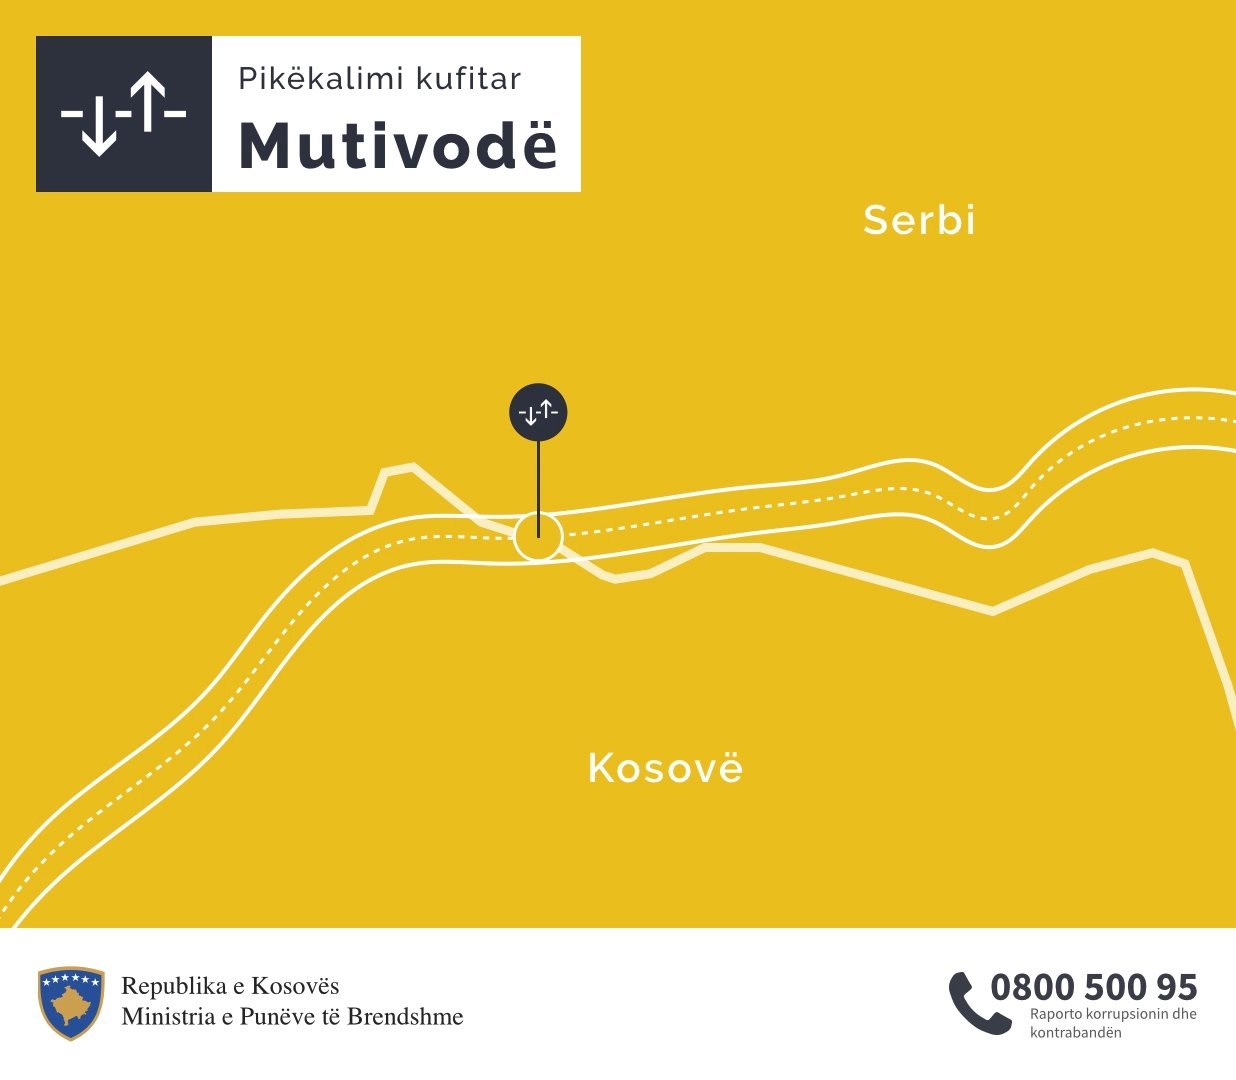 Pikëkalimi kufitar
Mutivodë
Serbi
Kosovë
Republika e Kosovës
Ministria e Punëve të Brendshme
0800 500 95
Raporto korrupsionin dhe
kontrabandën